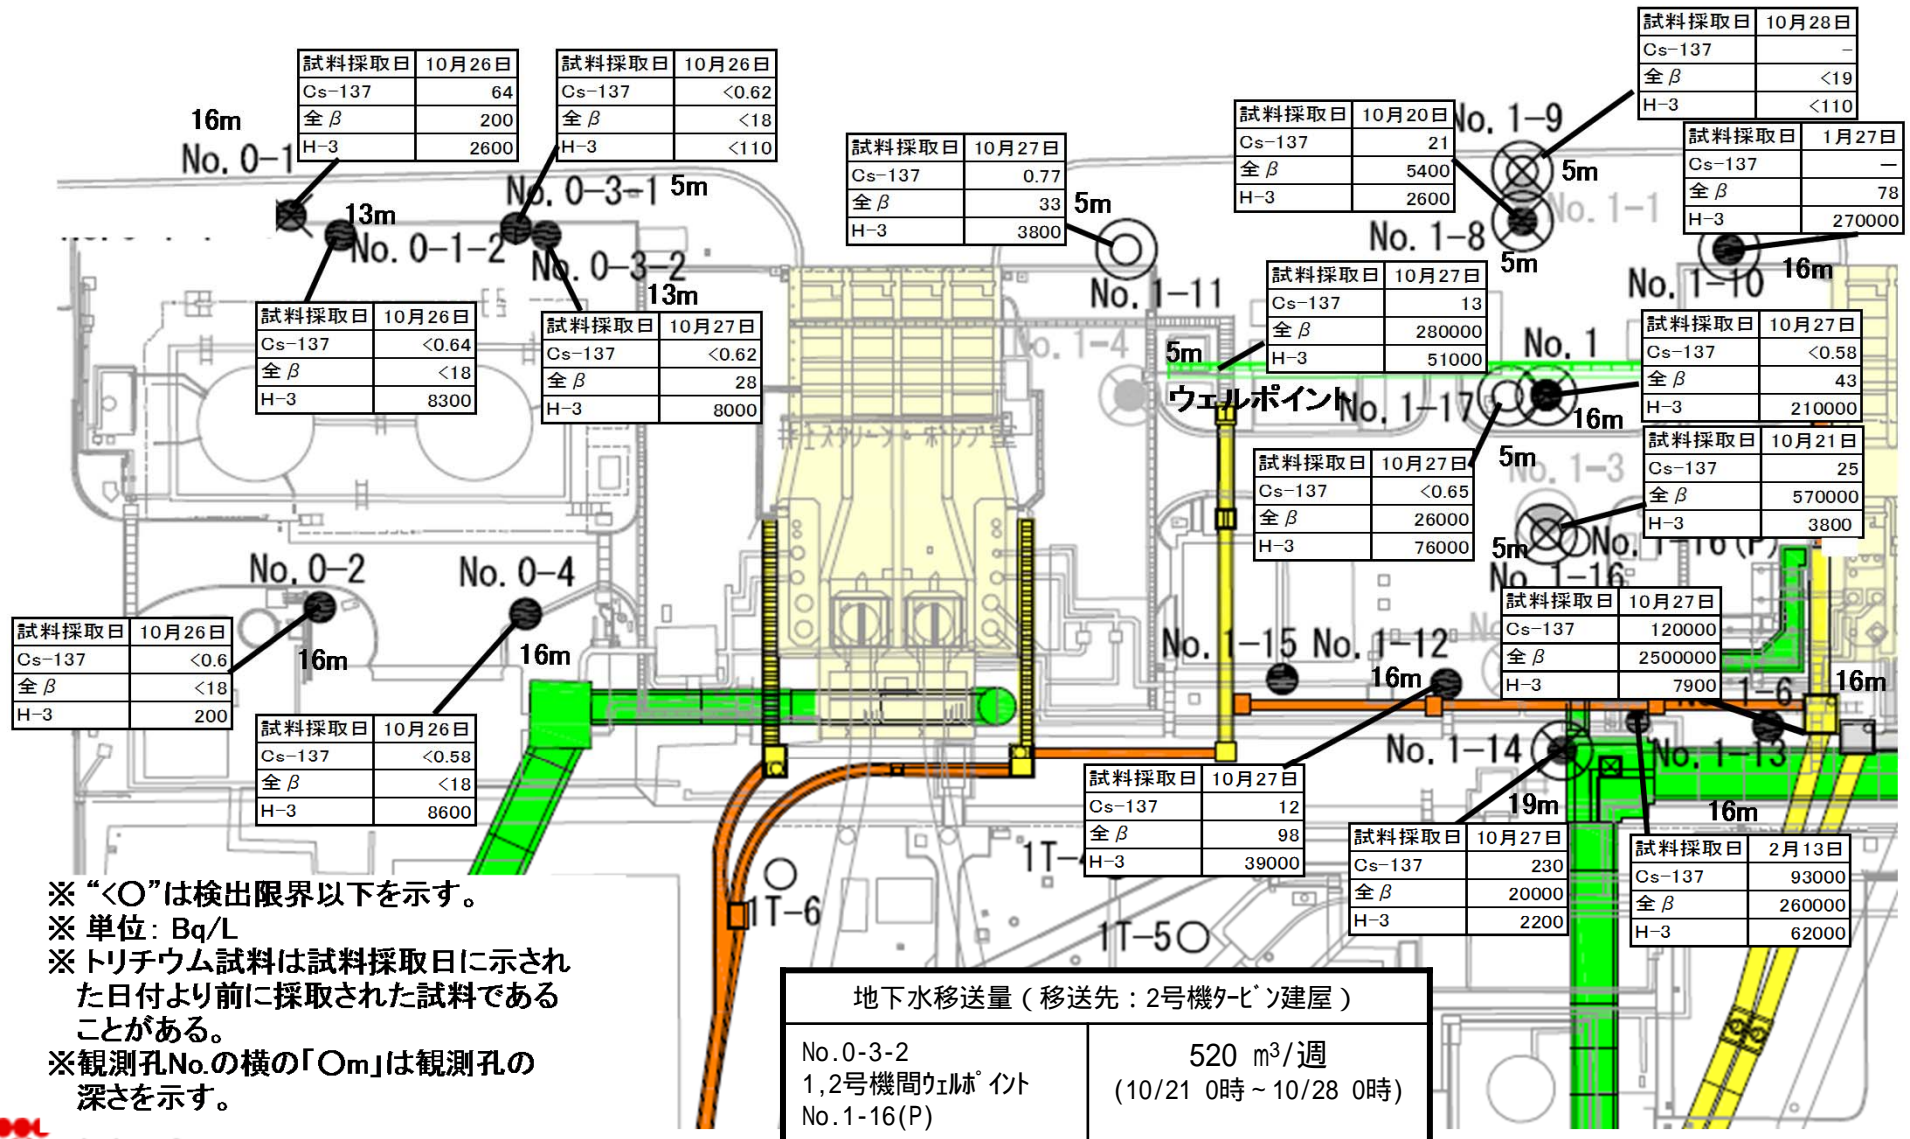 試料採取日 10月28日
Cs-137 -
全β <19
H-3 <110
試料採取日 10月26日
Cs-137 64
全β 200
H-3 2600
試料採取日 10月26日
Cs-137 <0.62
全β <18
H-3 <110
16m
No. 0-1
No. 0-3-1
5m
13m
No. 0-1-2
No. 0-3-2
13m
試料採取日 10月27日
Cs-137 0.77
全β 33
H-3 3800
5m
No. 1-11
試料採取日 10月20日
Cs-137 21
全β 5400
H-3 2600
No. 1-9
5m
No. 1-1
No. 1-8
5m
試料採取日 1月27日
Cs-137 —
全β 78
H-3 270000
16m
No. 1-10
試料採取日 10月26日
Cs-137 <0.64
全β <18
H-3 8300
試料採取日 10月27日
Cs-137 <0.62
全β 28
H-3 8000
試料採取日 10月27日
Cs-137 13
全β 280000
H-3 51000
5m
ウェルポイント
No. 1
No. 1-17
16m
5m
試料採取日 10月27日
Cs-137 <0.58
全β 43
H-3 210000
試料採取日 10月21日
Cs-137 25
全β 570000
H-3 3800
試料採取日 10月27日
Cs-137 <0.65
全β 26000
H-3 76000
No. 1-3
5m
No. 1-16(P)
No. 1-16
No. 0-2
16m
No. 0-4
16m
試料採取日 10月26日
Cs-137 <0.6
全β <18
H-3 200
試料採取日 10月26日
Cs-137 <0.58
全β <18
H-3 8600
試料採取日 10月27日
Cs-137 120000
全β 2500000
H-3 7900
No. 1-15
No. 1-12
16m
1-6
16m
No. 1-14
19m
No. 1-13
16m
試料採取日 10月27日
Cs-137 12
全β 98
H-3 39000
試料採取日 10月27日
Cs-137 230
全β 20000
H-3 2200
試料採取日 2月13日
Cs-137 93000
全β 260000
H-3 62000
1T-6
1T-5
※ “<○”は検出限界以下を示す。
※ 単位: Bq/L
※ トリチウム試料は試料採取日に示され
た日付より前に採取された試料である
ことがある。
※観測孔No.の横の「○m」は観測孔の
深さを示す。
地下水移送量(移送先:2号機タービン建屋)
No.0-3-2
1,2号機間ウェルポイント
No.1-16(P)
520 m³/週
(10/21 0時~10/28 0時)